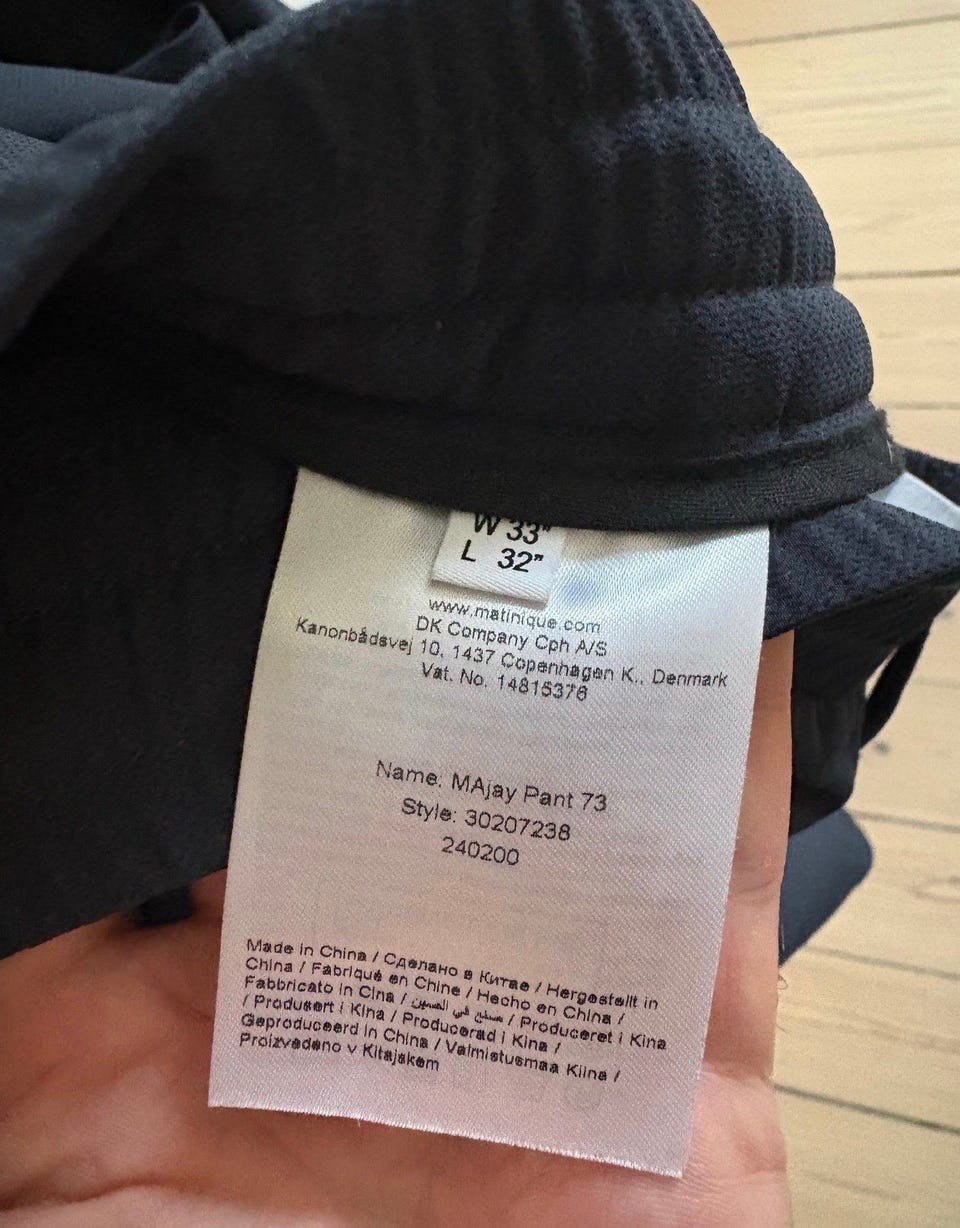 W 33"
L 32"
www.matinique.com
DK Company Cph A/S
Kanonbådsvej 10, 1437 Copenhagen K., Denmark
Vat. No. 14815376
Name: MAjay Pant 73
Style: 30207238
240200
Made in China / Сделано в Китае / Hergestellt in
China / Fabriqué en Chine / Hecho en China /
Fabbricato in Cina / صنع في الصين / Produceret i Kina
/ Produsert i Kina / Producerad i Kina /
Geproduceerd in China / Valmistusmaa Kiina /
Proizvedeno v Kitajskem